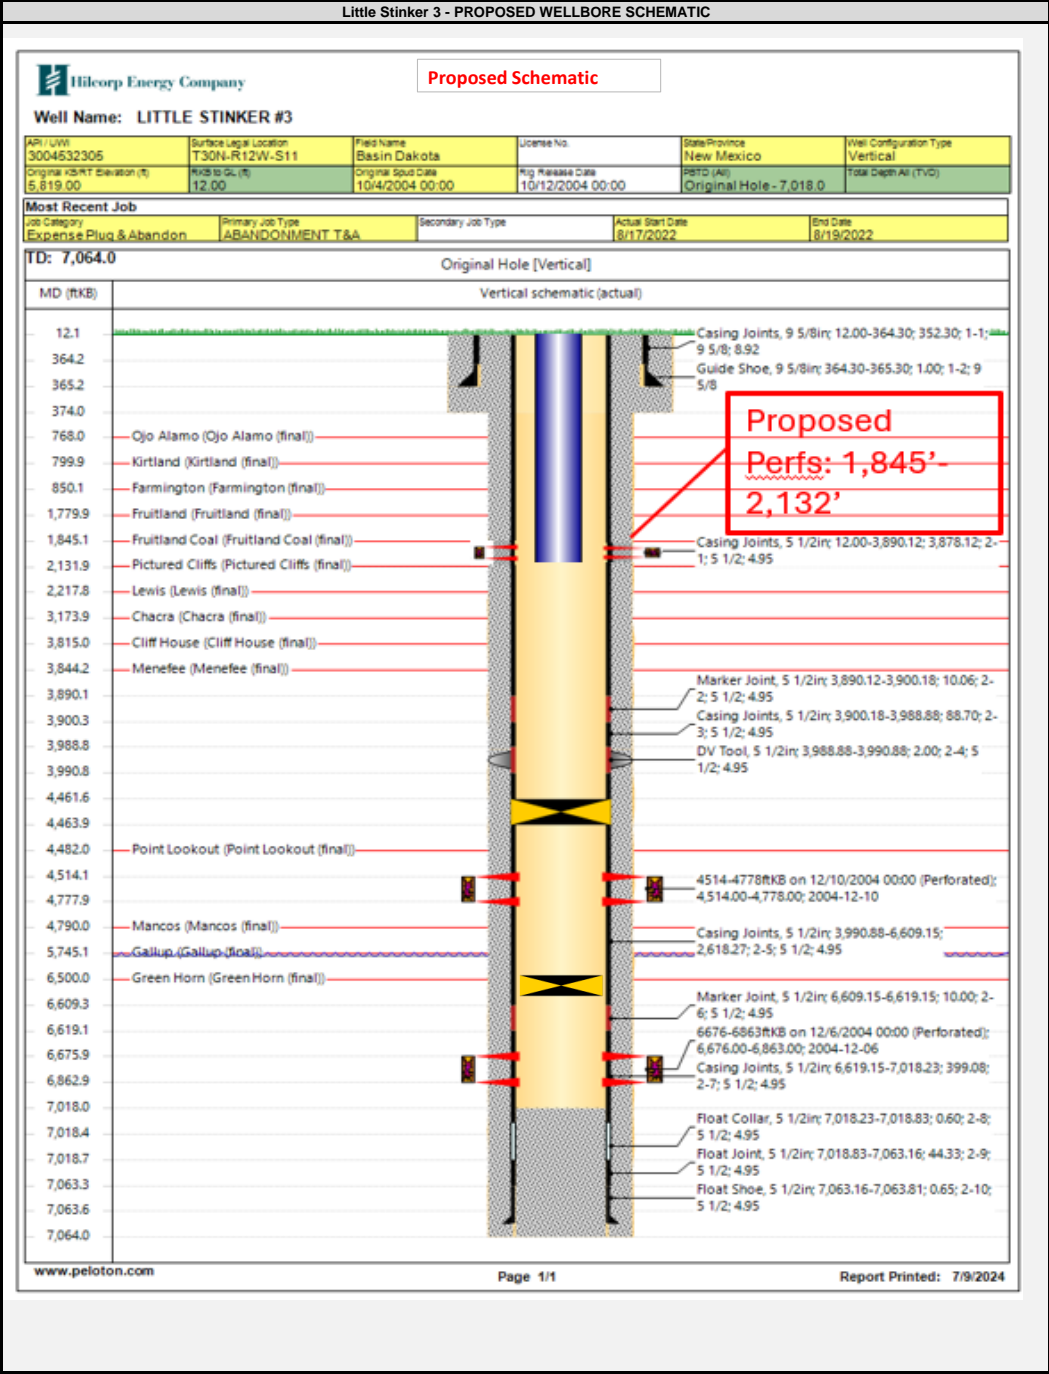 Little Stinker 3 - PROPOSED WELLBORE SCHEMATIC
Hilcorp Energy Company
Proposed Schematic
Well Name: LITTLE STINKER #3
API / UWI
3004532305
Surface Legal Location
T30N-R12W-S11
Field Name
Basin Dakota
License No.
State/Province
New Mexico
Well Configuration Type
Vertical
Original KB/RT Elevation (ft)
5,819.00
RKB to GL (ft)
12.00
Original Spud Date
10/4/2004 00:00
Rig Release Date
10/12/2004 00:00
PBTD (All)
Original Hole - 7,018.0
Total Depth All (TVD)
Most Recent Job
Job Category
Expense Plug & Abandon
Primary Job Type
ABANDONMENT T&A
Secondary Job Type
Actual Start Date
8/17/2022
End Date
8/19/2022
TD: 7,064.0
Original Hole [Vertical]
MD (ftKB)
Vertical schematic (actual)
12.1
364.2
365.2
374.0
768.0
799.9
850.1
1,779.9
1,845.1
2,131.9
2,217.8
3,173.9
3,815.0
3,844.2
3,890.1
3,900.3
3,988.8
3,990.8
4,461.6
4,463.9
4,482.0
4,514.1
4,777.9
4,790.0
5,745.1
6,500.0
6,609.3
6,619.1
6,675.9
6,862.9
7,018.0
7,018.4
7,018.7
7,063.3
7,063.6
7,064.0
Ojo Alamo (Ojo Alamo (final))
Kirtland (Kirtland (final))
Farmington (Farmington (final))
Fruitland (Fruitland (final))
Fruitland Coal (Fruitland Coal (final))
Pictured Cliffs (Pictured Cliffs (final))
Lewis (Lewis (final))
Chacra (Chacra (final))
Cliff House (Cliff House (final))
Menefee (Menefee (final))
Point Lookout (Point Lookout (final))
Mancos (Mancos (final))
Gallup (Gallup (final))
Green Horn (Green Horn (final))
Casing Joints, 9 5/8in; 12.00-364.30; 352.30; 1-1;
9 5/8; 8.92
Guide Shoe, 9 5/8in; 364.30-365.30; 1.00; 1-2; 9
5/8
Proposed
Perfs: 1,845’-
2,132’
Casing Joints, 5 1/2in; 12.00-3,890.12; 3,878.12; 2-
1; 5 1/2; 4.95
Marker Joint, 5 1/2in; 3,890.12-3,900.18; 10.06; 2-
2; 5 1/2; 4.95
Casing Joints, 5 1/2in; 3,900.18-3,988.88; 88.70; 2-
3; 5 1/2; 4.95
DV Tool, 5 1/2in; 3,988.88-3,990.88; 2.00; 2-4; 5
1/2; 4.95
4514-4778ftKB on 12/10/2004 00:00 (Perforated);
4,514.00-4,778.00; 2004-12-10
Casing Joints, 5 1/2in; 3,990.88-6,609.15;
2,618.27; 2-5; 5 1/2; 4.95
Marker Joint, 5 1/2in; 6,609.15-6,619.15; 10.00; 2-
6; 5 1/2; 4.95
6676-6863ftKB on 12/6/2004 00:00 (Perforated);
6,676.00-6,863.00; 2004-12-06
Casing Joints, 5 1/2in; 6,619.15-7,018.23; 399.08;
2-7; 5 1/2; 4.95
Float Collar, 5 1/2in; 7,018.23-7,018.83; 0.60; 2-8;
5 1/2; 4.95
Float Joint, 5 1/2in; 7,018.83-7,063.16; 44.33; 2-9;
5 1/2; 4.95
Float Shoe, 5 1/2in; 7,063.16-7,063.81; 0.65; 2-10;
5 1/2; 4.95
www.peloton.com
Page 1/1
Report Printed: 7/9/2024